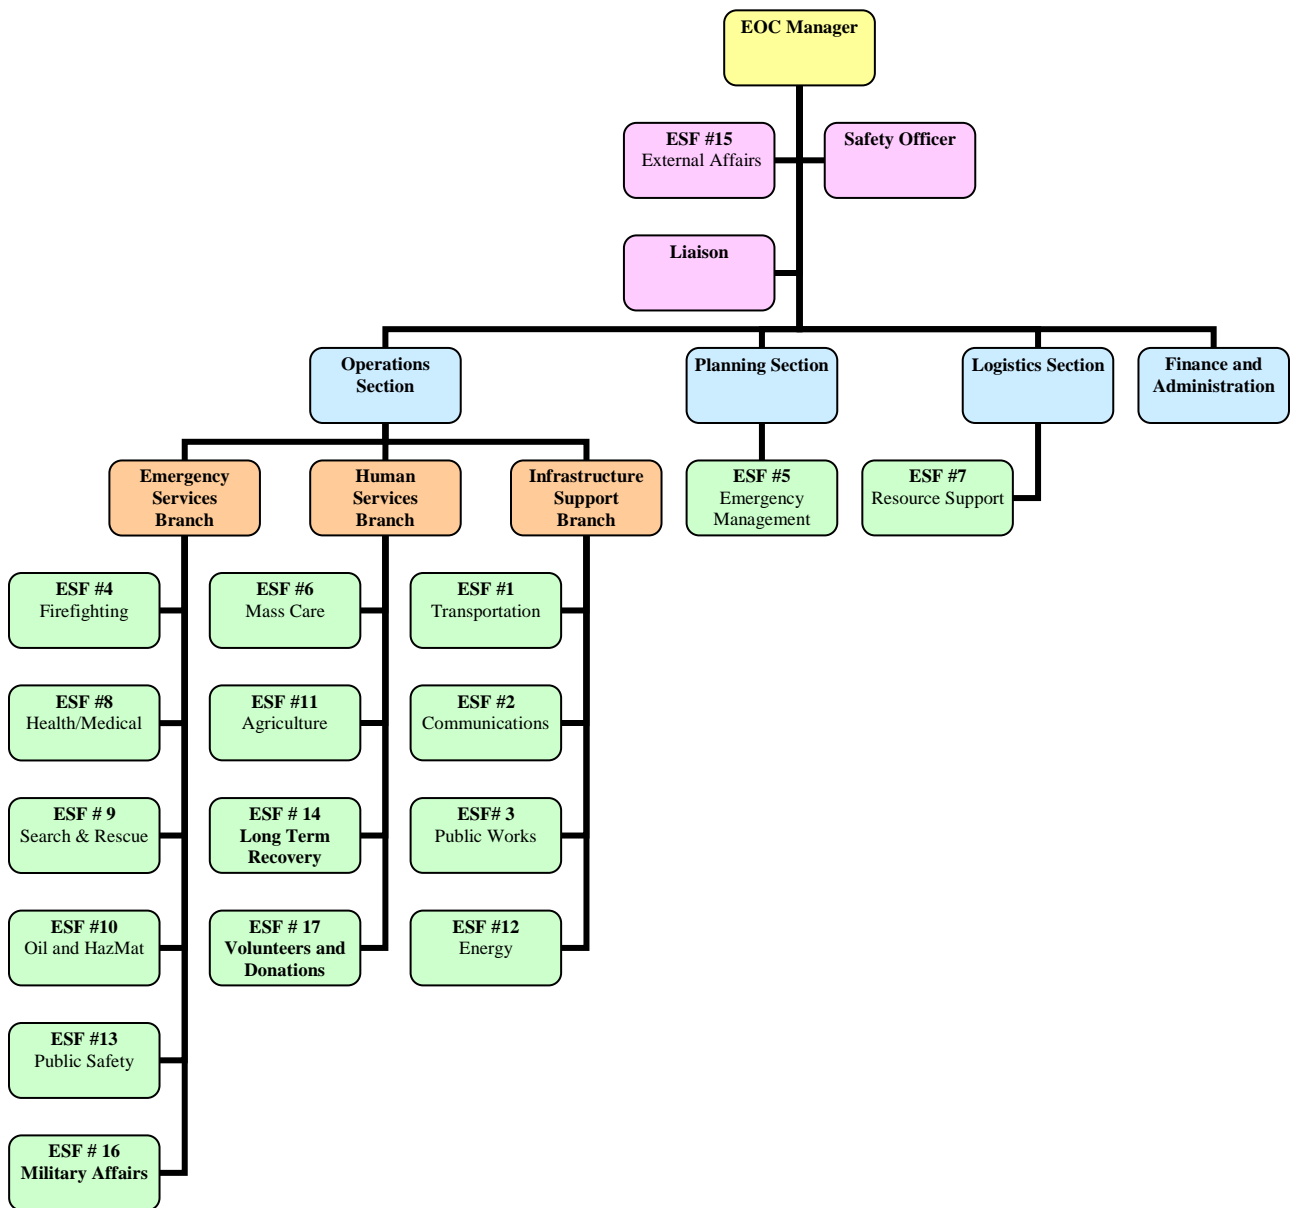 EOC Manager
ESF #15
External Affairs
Safety Officer
Liaison
Operations
Section
Planning Section
Logistics Section
Finance and
Administration
Emergency
Services
Branch
Human
Services
Branch
Infrastructure
Support
Branch
ESF #5
Emergency
Management
ESF #7
Resource Support
ESF #4
Firefighting
ESF #6
Mass Care
ESF #1
Transportation
ESF #8
Health/Medical
ESF #11
Agriculture
ESF #2
Communications
ESF # 9
Search & Rescue
ESF # 14
Long Term
Recovery
ESF# 3
Public Works
ESF #10
Oil and HazMat
ESF # 17
Volunteers and
Donations
ESF #12
Energy
ESF #13
Public Safety
ESF # 16
Military Affairs